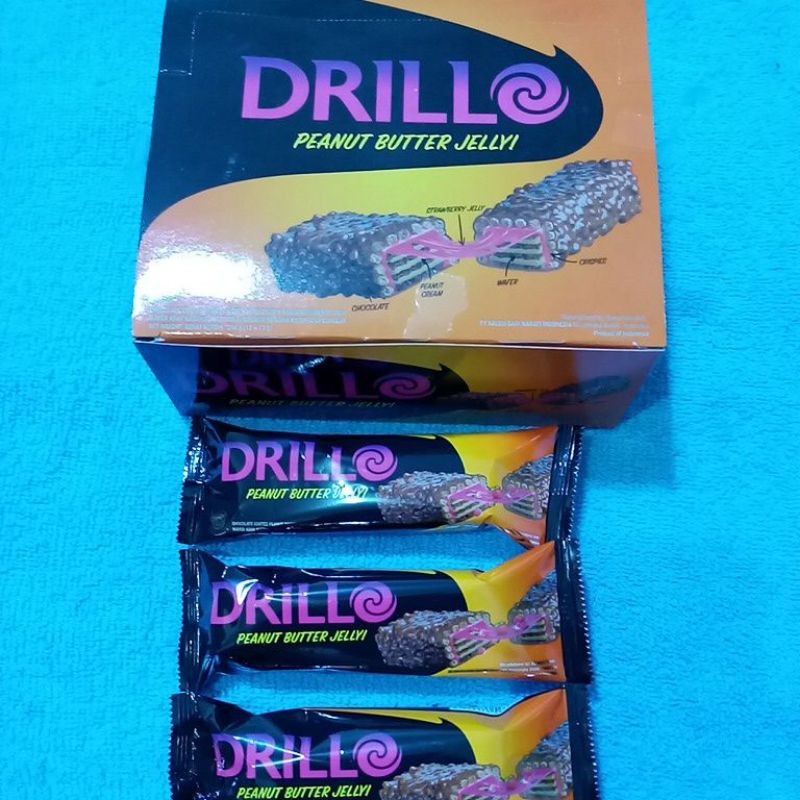 DRILLO
PEANUT BUTTER JELLY!
STRAWBERRY JELLY
CRISPIES
PEANUT
CREAM
WAFER
CHOCOLATE
Product of Indonesia
DRILLO
PEANUT BUTTER JELLY!
DRILLO
PEANUT BUTTER JELLY!
DRILLO
PEANUT BUTTER JELLY!
DRILLO
PEANUT BUTTER JELLY!